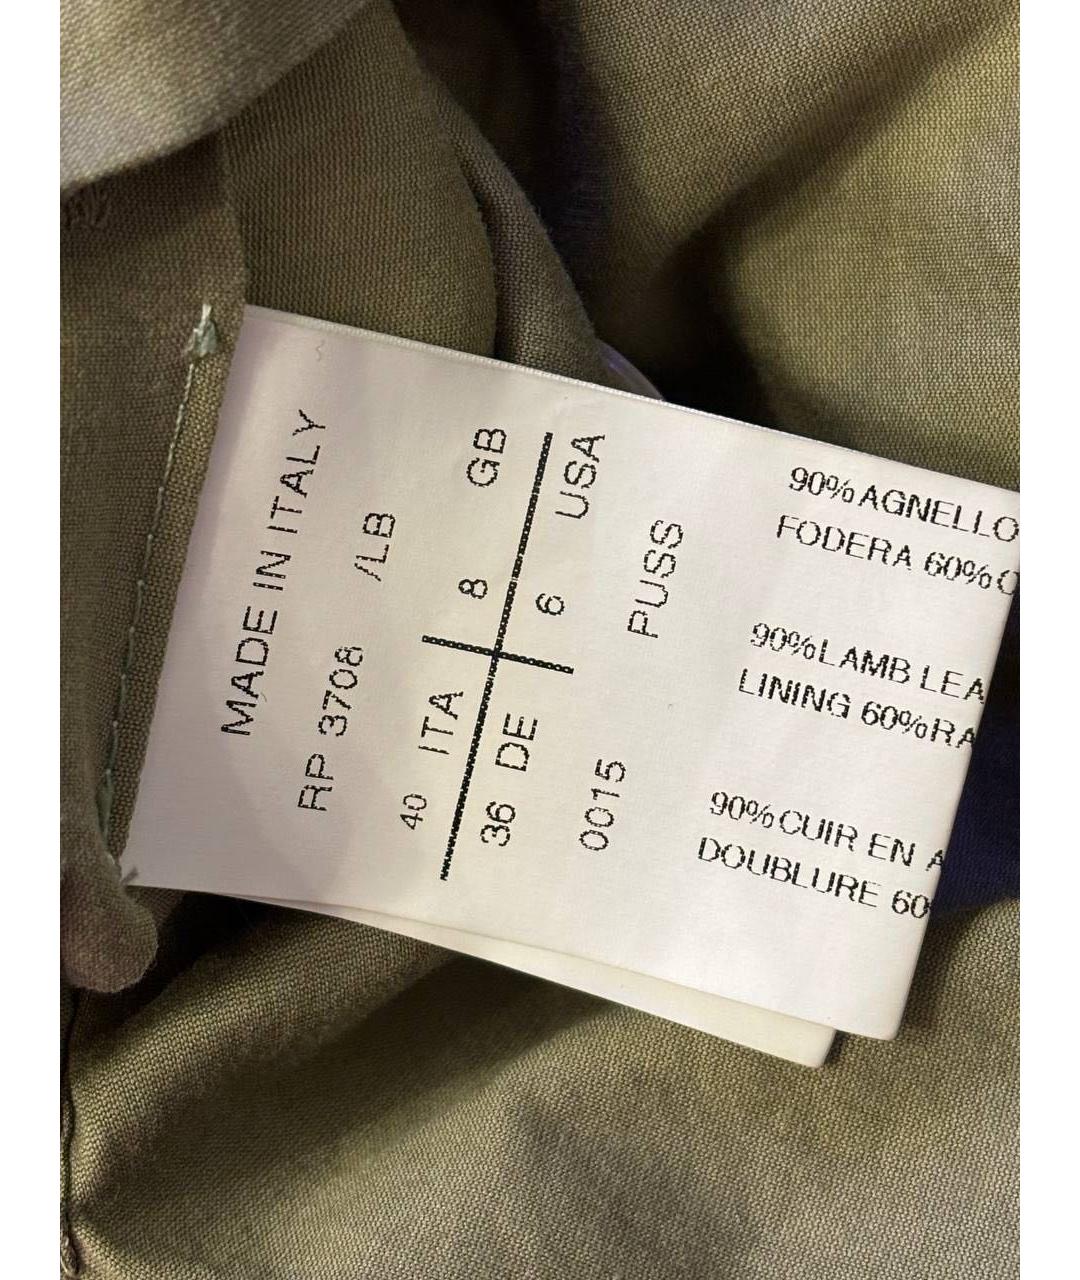 MADE IN ITALY
RP 3708 /LB
40 ITA 8 GB
36 DE 6 USA
0015 PUSS
90% AGNELLO
FODERA 60%
90% LAMB LEA
LINING 60% RA
90% CUIR EN A
DOUBLURE 60